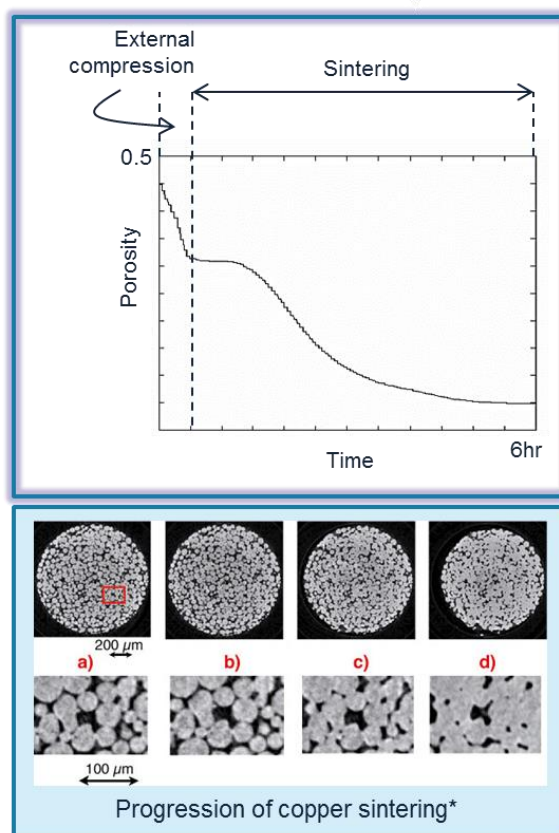 External
compression
Sintering
0.5
Porosity
Time
6hr
200 µm
a)
b)
c)
d)
100 µm
Progression of copper sintering*